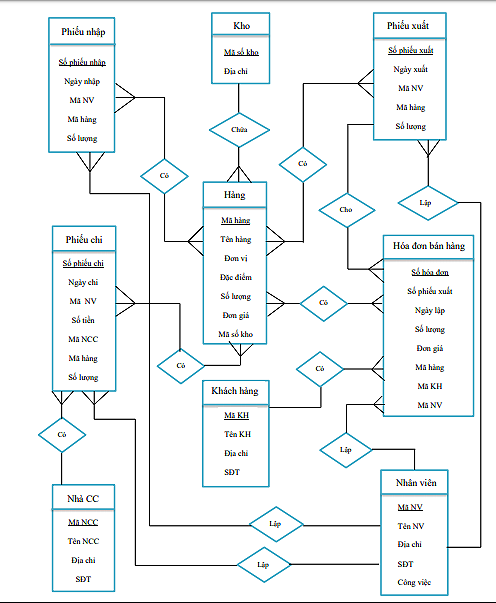 Phiếu nhập
Số phiếu nhập
Ngày nhập
Mã NV
Mã hàng
Số lượng
Kho
Mã số kho
Địa chỉ
Phiếu xuất
Số phiếu xuất
Ngày xuất
Mã NV
Mã hàng
Số lượng
Chứa
Có
Có
Lập
Cho
Hàng
Mã hàng
Tên hàng
Đơn vị
Đặc điểm
Số lượng
Đơn giá
Mã số kho
Phiếu chi
Số phiếu chi
Ngày chi
Mã NV
Số tiền
Mã NCC
Mã hàng
Số lượng
Hóa đơn bán hàng
Số hóa đơn
Số phiếu xuất
Ngày lập
Số lượng
Đơn giá
Mã hàng
Mã KH
Mã NV
Có
Có
Có
Khách hàng
Mã KH
Tên KH
Địa chỉ
SĐT
Có
Lập
Nhà CC
Mã NCC
Tên NCC
Địa chỉ
SĐT
Nhân viên
Mã NV
Tên NV
Địa chỉ
SĐT
Công việc
Lập
Lập